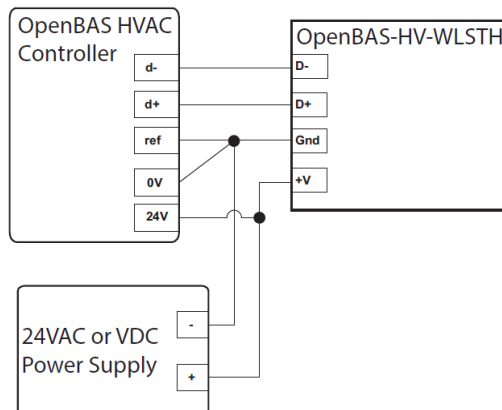 OpenBAS HVAC
Controller
d-
d+
ref
0V
24V
OpenBAS-HV-WLSTH
D-
D+
Gnd
+V
24VAC or VDC
Power Supply
-
+